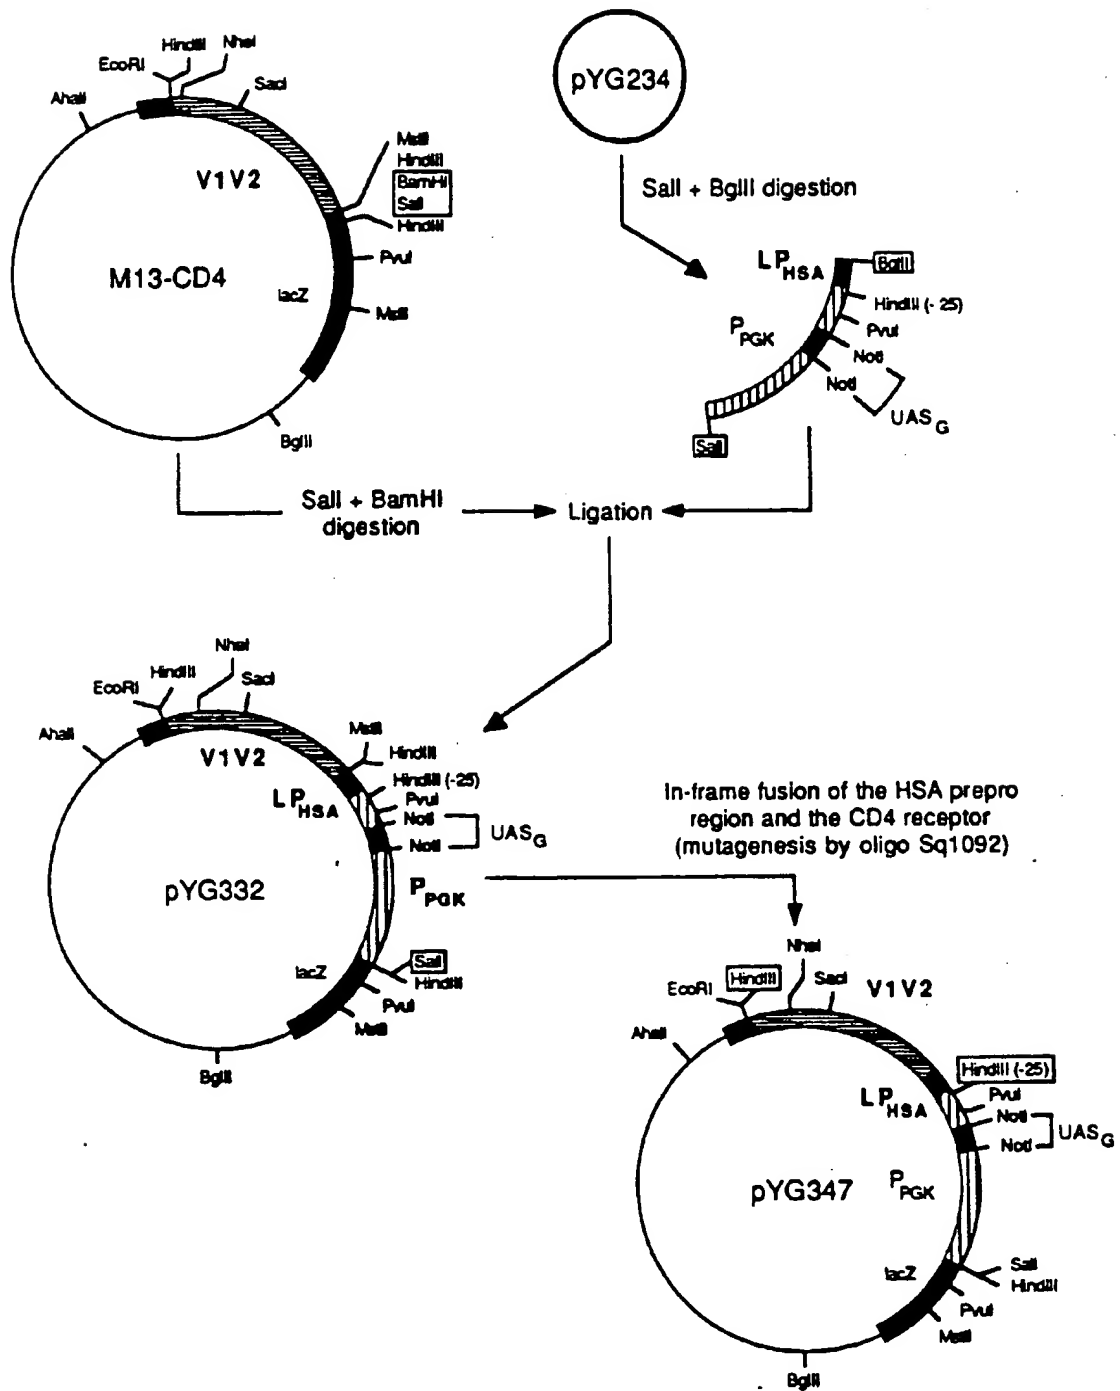 HindIII
NheI
EcoRI
AhaII
SacI
MstII
HindIII
BamHI
SalI
HindIII
V1V2
PvuI
M13-CD4
lacZ
MstII
BglII
pYG234
SalI + BglII digestion
LP HSA
BglII
HindIII (-25)
PvuI
P PGK
NotI
NotI
UAS G
SalI
SalI + BamHI
digestion
Ligation
NheI
HindIII
EcoRI
SacI
AhaII
MstII
HindIII
V1V2
HindIII (-25)
LP HSA
PvuI
NotI
UAS G
NotI
pYG332
P PGK
SalI
lacZ
HindIII
PvuI
MstII
BglII
In-frame fusion of the HSA prepro
region and the CD4 receptor
(mutagenesis by oligo Sq1092)
NheI
HindIII
SacI
EcoRI
V1V2
AhaII
HindIII (-25)
LP HSA
PvuI
NotI
UAS G
NotI
pYG347
P PGK
SalI
lacZ
HindIII
PvuI
MstII
BglII